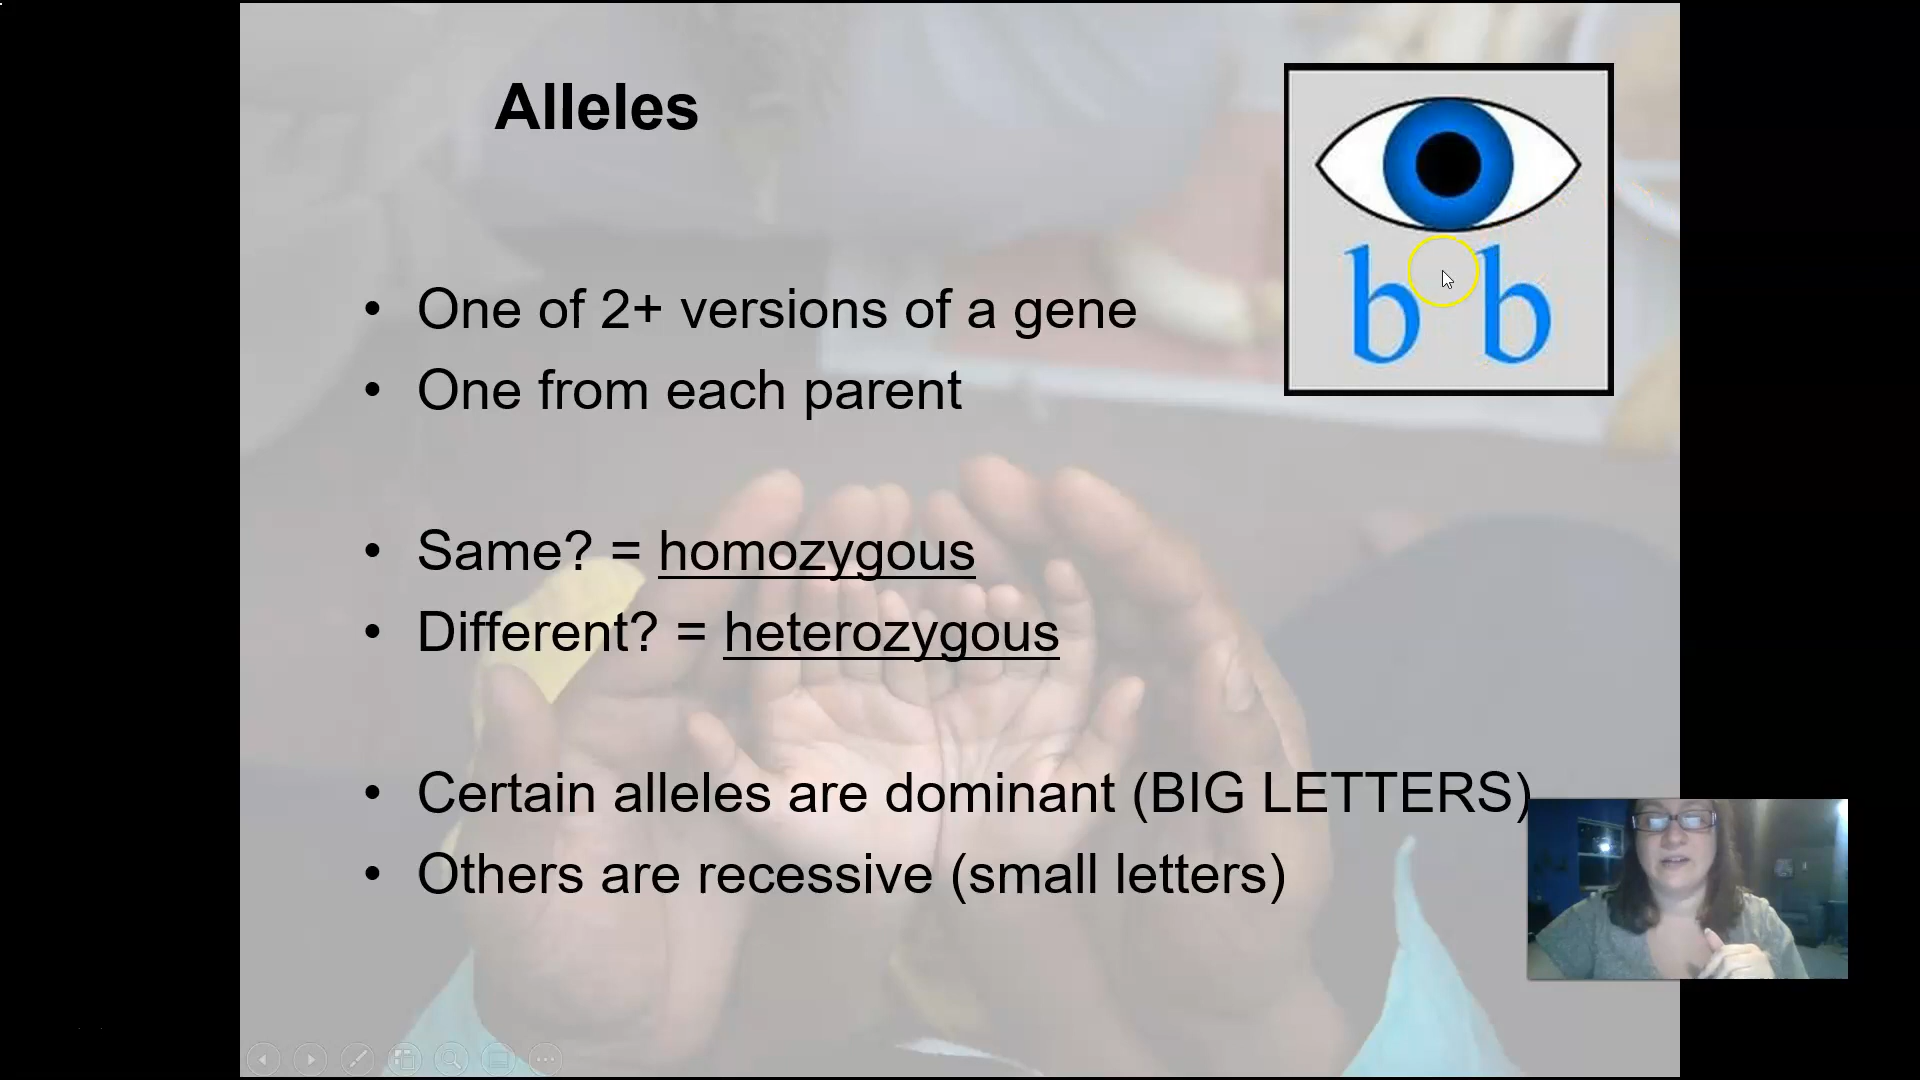 Alleles
b b
• One of 2+ versions of a gene
• One from each parent
• Same? = homozygous
• Different? = heterozygous
• Certain alleles are dominant (BIG LETTERS)
• Others are recessive (small letters)